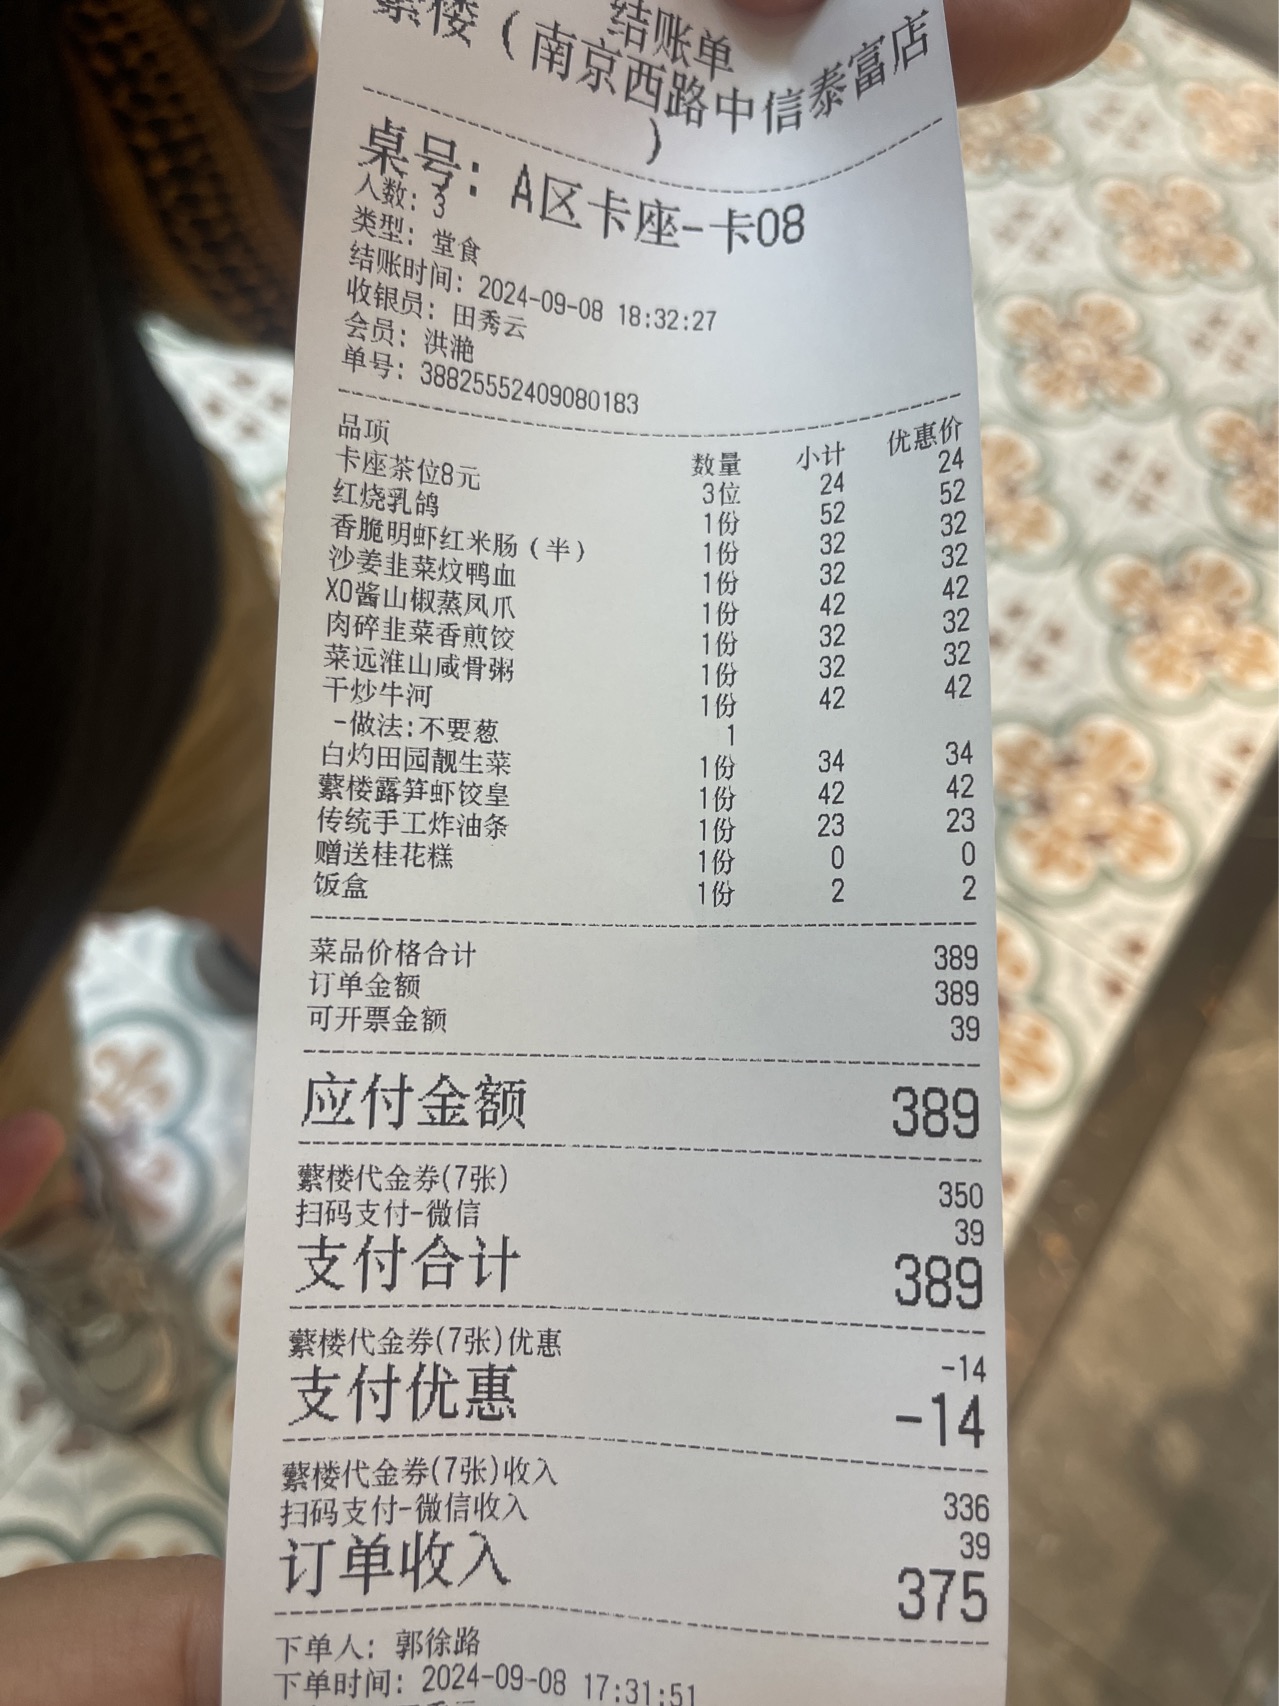 结账单
蘩楼（南京西路中信泰富店
）
桌号：A区卡座-卡08
人数：3
类型：堂食
结账时间：2024-09-08 18:32:27
收银员：田秀云
会员：洪滟
单号：38825552409080183
品项 数量 小计 优惠价
卡座茶位8元 3位 24 24
红烧乳鸽 1份 52 52
香脆明虾红米肠（半） 1份 32 32
沙姜韭菜炆鸭血 1份 32 32
XO酱山椒蒸凤爪 1份 42 42
肉碎韭菜香煎饺 1份 32 32
菜远淮山咸骨粥 1份 32 32
干炒牛河 1份 42 42
-做法:不要葱 1
白灼田园靓生菜 1份 34 34
蘩楼露笋虾饺皇 1份 42 42
传统手工炸油条 1份 23 23
赠送桂花糕 1份 0 0
饭盒 1份 2 2
菜品价格合计 389
订单金额 389
可开票金额 39
应付金额 389
蘩楼代金券(7张) 350
扫码支付-微信 39
支付合计 389
蘩楼代金券(7张)优惠 -14
支付优惠 -14
蘩楼代金券(7张)收入 336
扫码支付-微信收入 39
订单收入 375
下单人：郭徐路
下单时间：2024-09-08 17:31:51